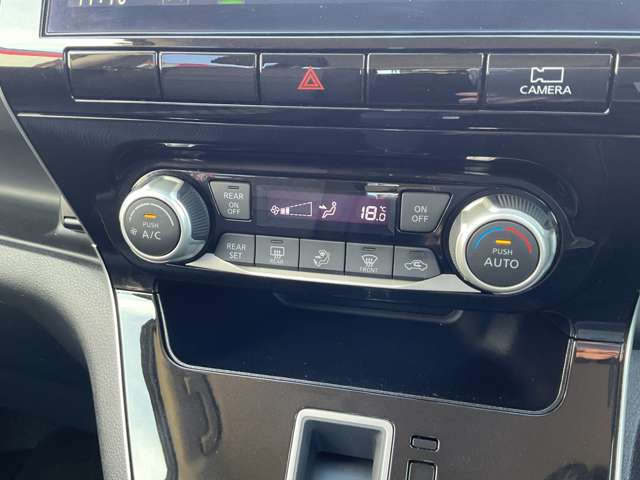 CAMERA
REAR
ON
OFF
18.0
°C
ON
OFF
PUSH
A/C
REAR
SET
REAR
FRONT
PUSH
AUTO